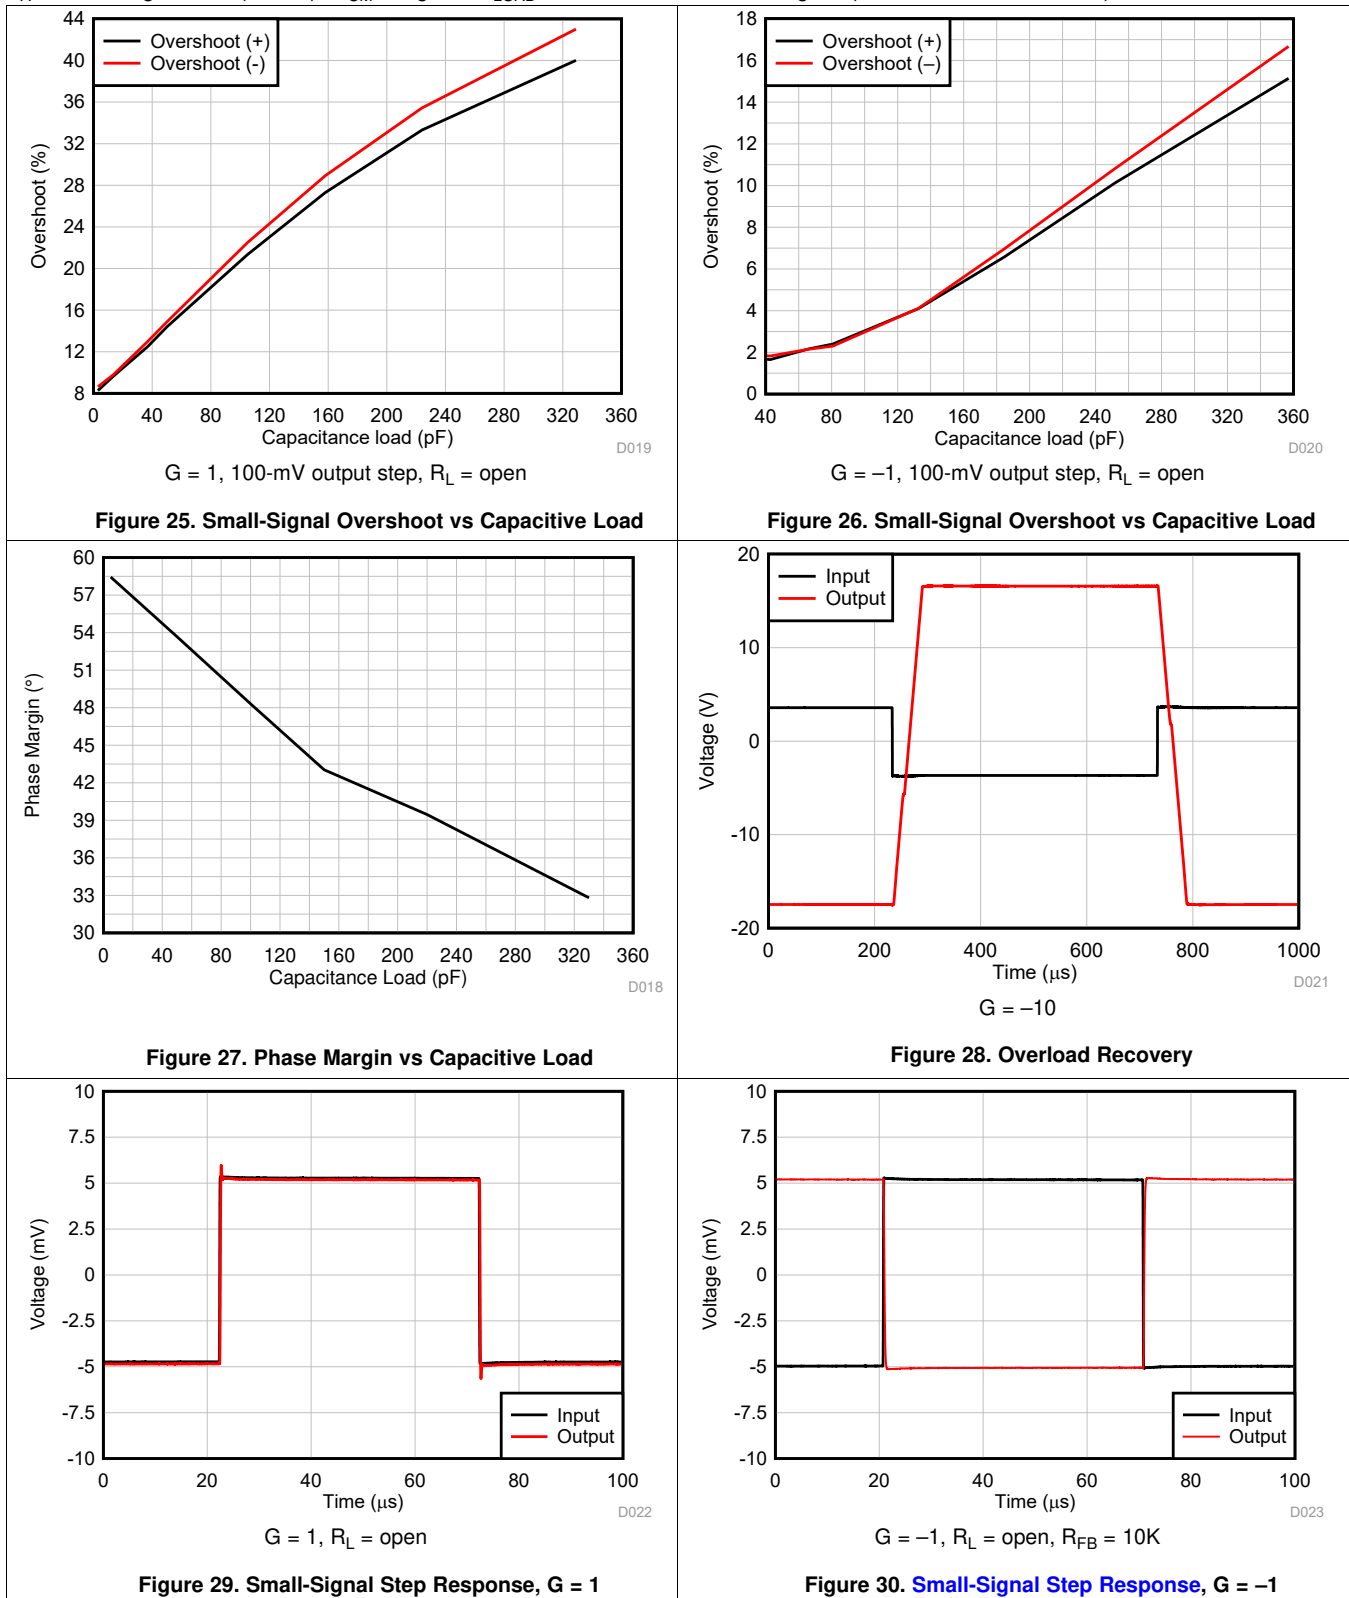 44
40
36
32
28
24
20
16
12
8
Overshoot (%)
Overshoot (+)
Overshoot (-)
0 40 80 120 160 200 240 280 320 360
Capacitance load (pF)
D019
G = 1, 100-mV output step, RL = open
Figure 25. Small-Signal Overshoot vs Capacitive Load
18
16
14
12
10
8
6
4
2
0
Overshoot (%)
Overshoot (+)
Overshoot (–)
40 80 120 160 200 240 280 320 360
Capacitance load (pF)
D020
G = –1, 100-mV output step, RL = open
Figure 26. Small-Signal Overshoot vs Capacitive Load
60
57
54
51
48
45
42
39
36
33
30
Phase Margin (°)
0 40 80 120 160 200 240 280 320 360
Capacitance Load (pF)
D018
Figure 27. Phase Margin vs Capacitive Load
20
10
0
-10
-20
Voltage (V)
Input
Output
0 200 400 600 800 1000
Time (μs)
D021
G = –10
Figure 28. Overload Recovery
10
7.5
5
2.5
0
-2.5
-5
-7.5
-10
Voltage (mV)
Input
Output
0 20 40 60 80 100
Time (μs)
D022
G = 1, RL = open
Figure 29. Small-Signal Step Response, G = 1
10
7.5
5
2.5
0
-2.5
-5
-7.5
-10
Voltage (mV)
Input
Output
0 20 40 60 80 100
Time (μs)
D023
G = –1, RL = open, RFB = 10K
Figure 30. Small-Signal Step Response, G = –1